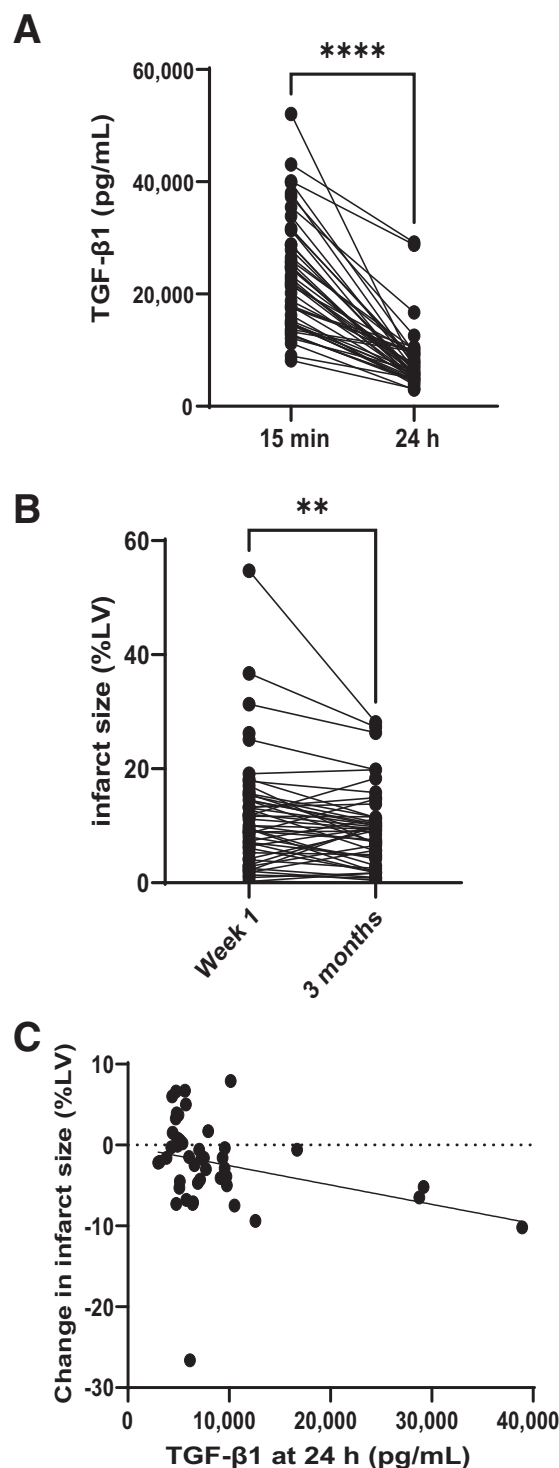 A
****
60,000
40,000
20,000
0
TGF-β1 (pg/mL)
15 min 24 h
B
**
60
40
20
0
infarct size (%LV)
Week 1 3 months
C
10
0
-10
-20
-30
Change in infarct size (%LV)
0 10,000 20,000 30,000 40,000
TGF-β1 at 24 h (pg/mL)